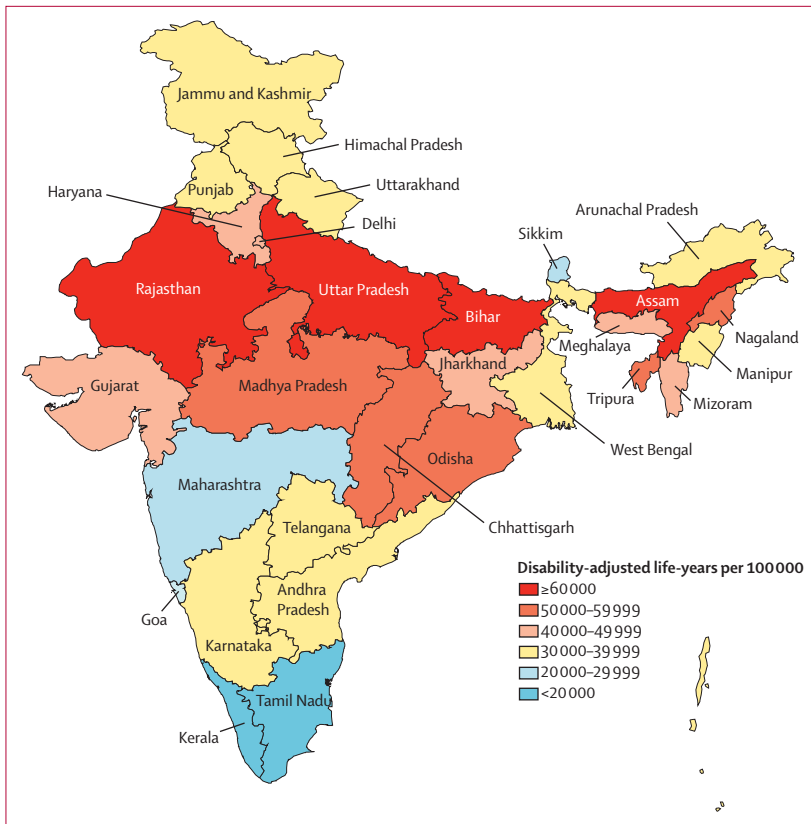 Jammu and Kashmir
Himachal Pradesh
Punjab
Uttarakhand
Haryana
Delhi
Arunachal Pradesh
Sikkim
Rajasthan
Uttar Pradesh
Bihar
Assam
Meghalaya
Nagaland
Jharkhand
Gujarat
Madhya Pradesh
Manipur
Tripura
Mizoram
West Bengal
Odisha
Maharashtra
Chhattisgarh
Telangana
Andhra
Pradesh
Goa
Karnataka
Tamil Nadu
Kerala
Disability-adjusted life-years per 100 000
≥60 000
50 000–59 999
40 000–49 999
30 000–39 999
20 000–29 999
<20 000